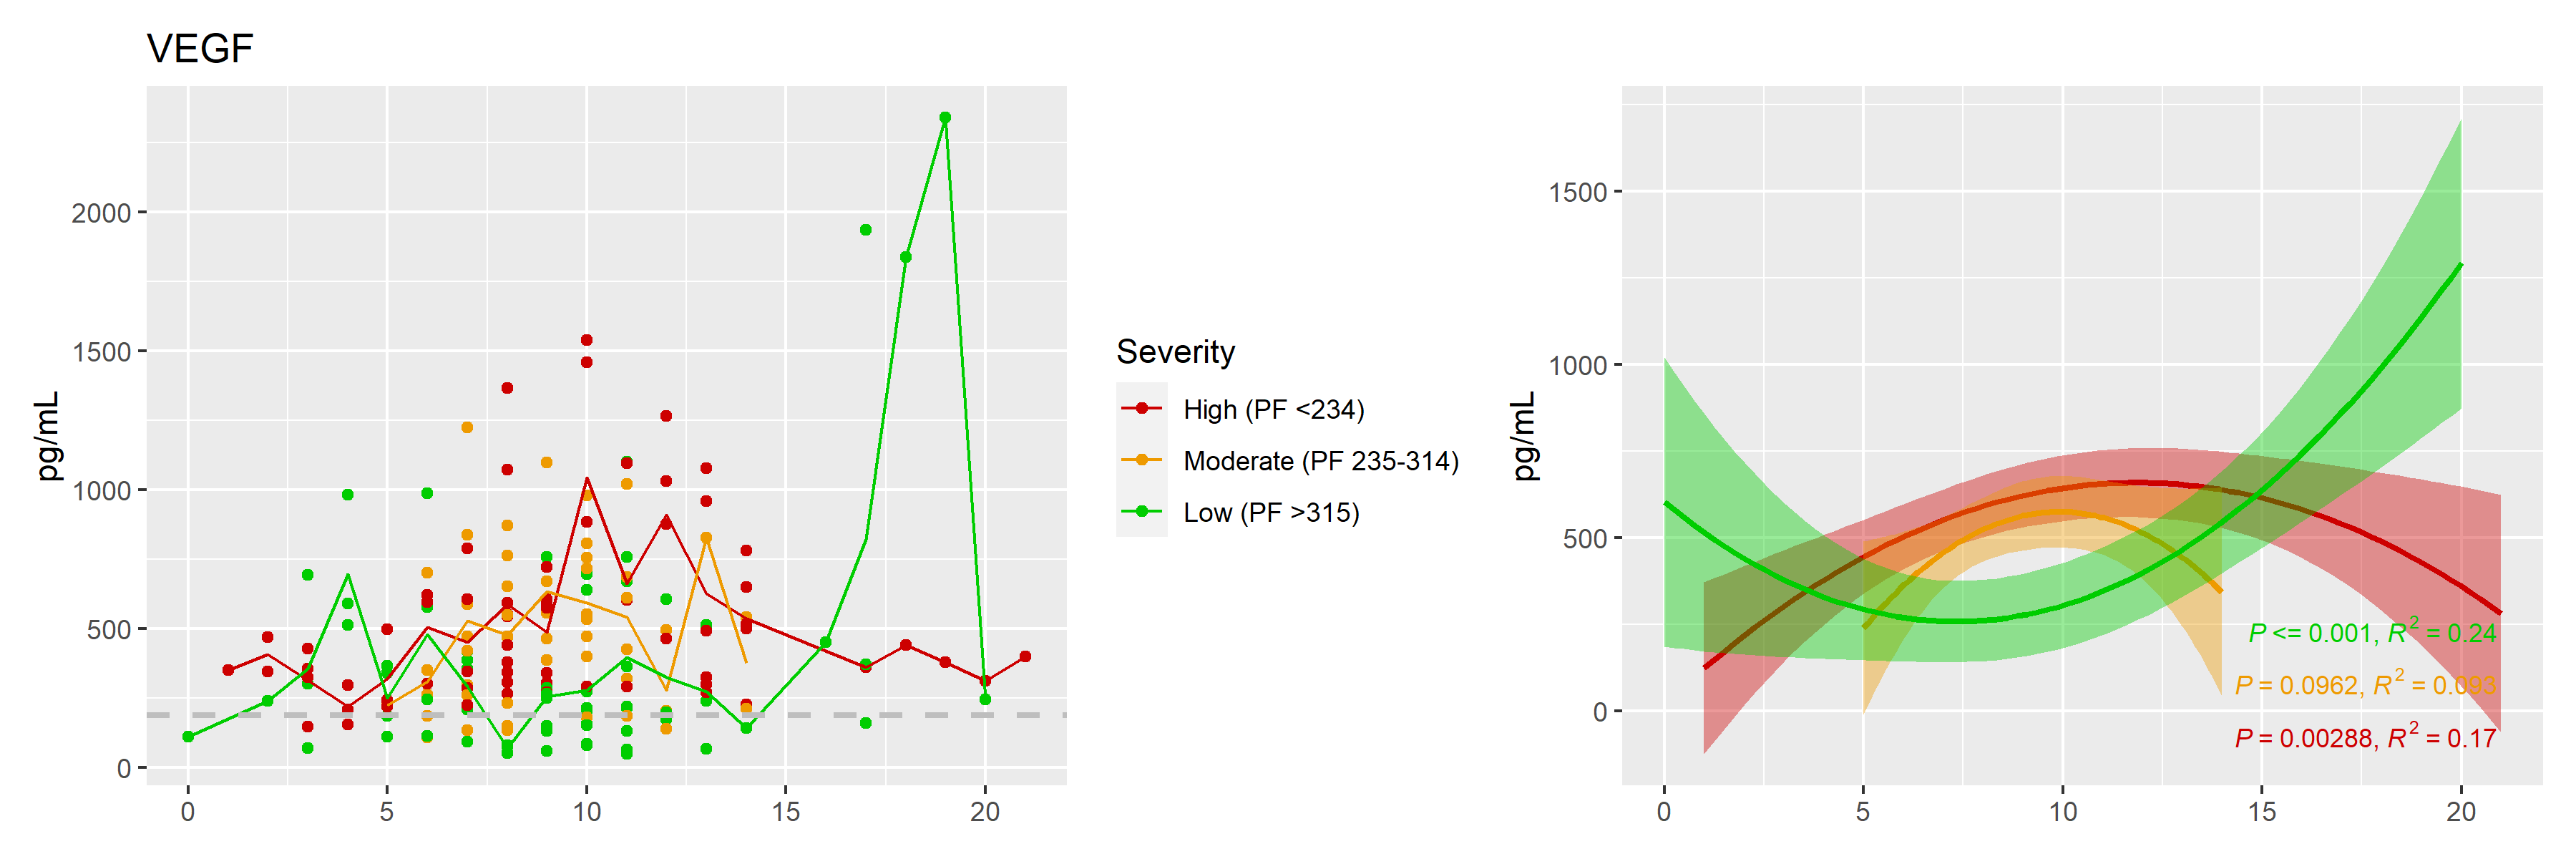 VEGF
pg/mL
2000
1500
1000
500
0
0 5 10 15 20
Severity
High (PF <234)
Moderate (PF 235-314)
Low (PF >315)
pg/mL
1500
1000
500
0
0 5 10 15 20
P <= 0.001, R² = 0.24
P = 0.0962, R² = 0.093
P = 0.00288, R² = 0.17